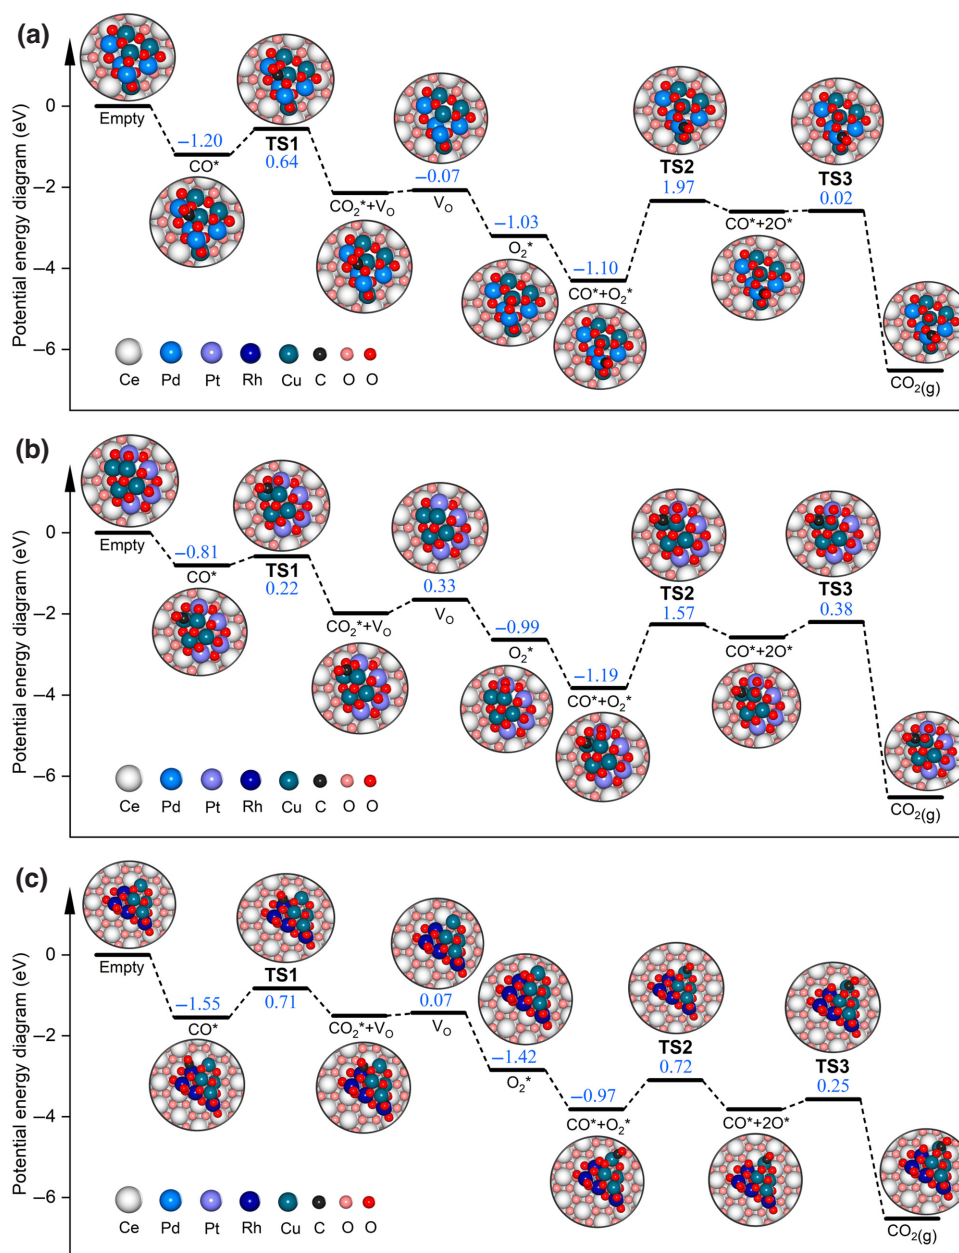 (a)
Potential energy diagram (eV)
0
−2
−4
−6
Empty
−1.20
CO*
TS1
0.64
CO2*+VO
−0.07
VO
−1.03
O2*
−1.10
CO*+O2*
TS2
1.97
CO*+2O*
TS3
0.02
CO2(g)
Ce Pd Pt Rh Cu C O O
(b)
Potential energy diagram (eV)
0
−2
−4
−6
Empty
−0.81
CO*
TS1
0.22
CO2*+VO
0.33
VO
−0.99
O2*
−1.19
CO*+O2*
TS2
1.57
CO*+2O*
TS3
0.38
CO2(g)
Ce Pd Pt Rh Cu C O O
(c)
Potential energy diagram (eV)
0
−2
−4
−6
Empty
−1.55
CO*
TS1
0.71
CO2*+VO
0.07
VO
−1.42
O2*
−0.97
CO*+O2*
TS2
0.72
CO*+2O*
TS3
0.25
CO2(g)
Ce Pd Pt Rh Cu C O O